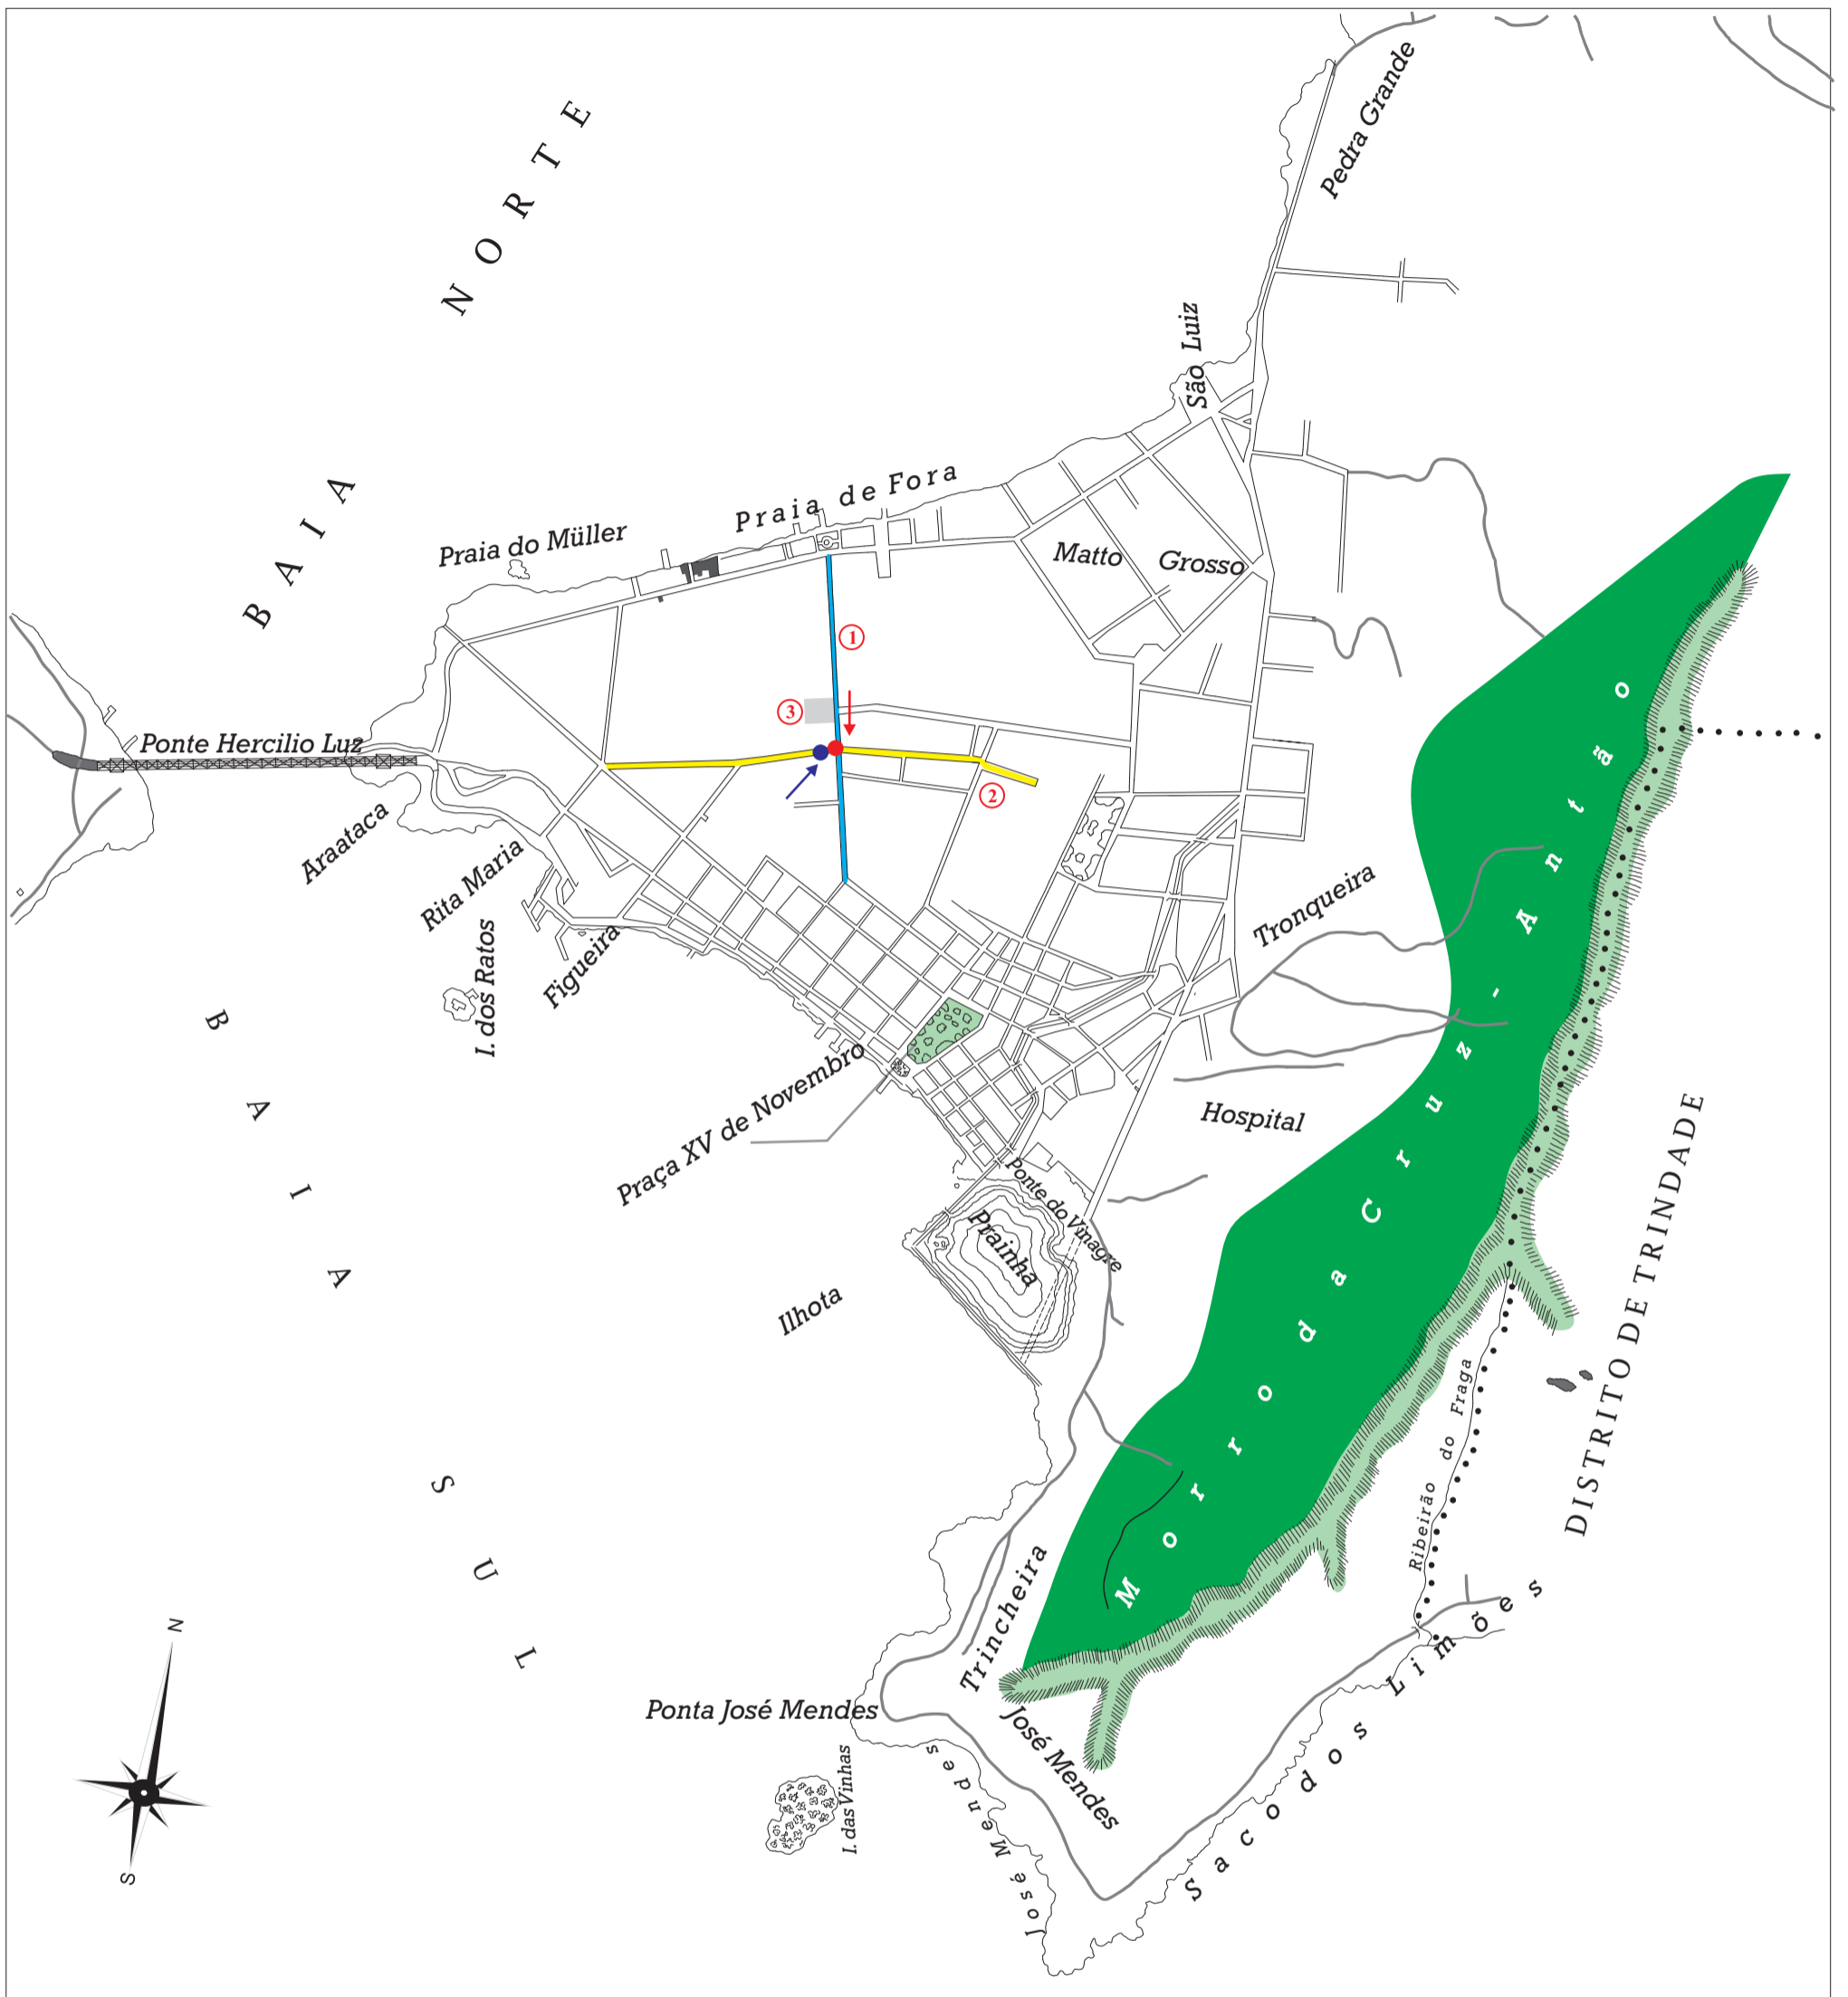 BAIA NORTE
Pedra Grande
São Luiz
Praia de Fora
Praia do Müller
Matto Grosso
1
3
2
Ponte Hercilio Luz
Araataca
Rita Maria
I. dos Ratos
Figueira
Tronqueira
Morro da Cruz - Antão
BAIA SUL
Praça XV de Novembro
Hospital
Ponte do Vinagre
Prainha
Ilhota
DISTRITO DE TRINDADE
Ribeirão do Fraga
Trincheira
Saco dos Limões
Ponta José Mendes
José Mendes
José Mendes
I. das Vinhas
N
S